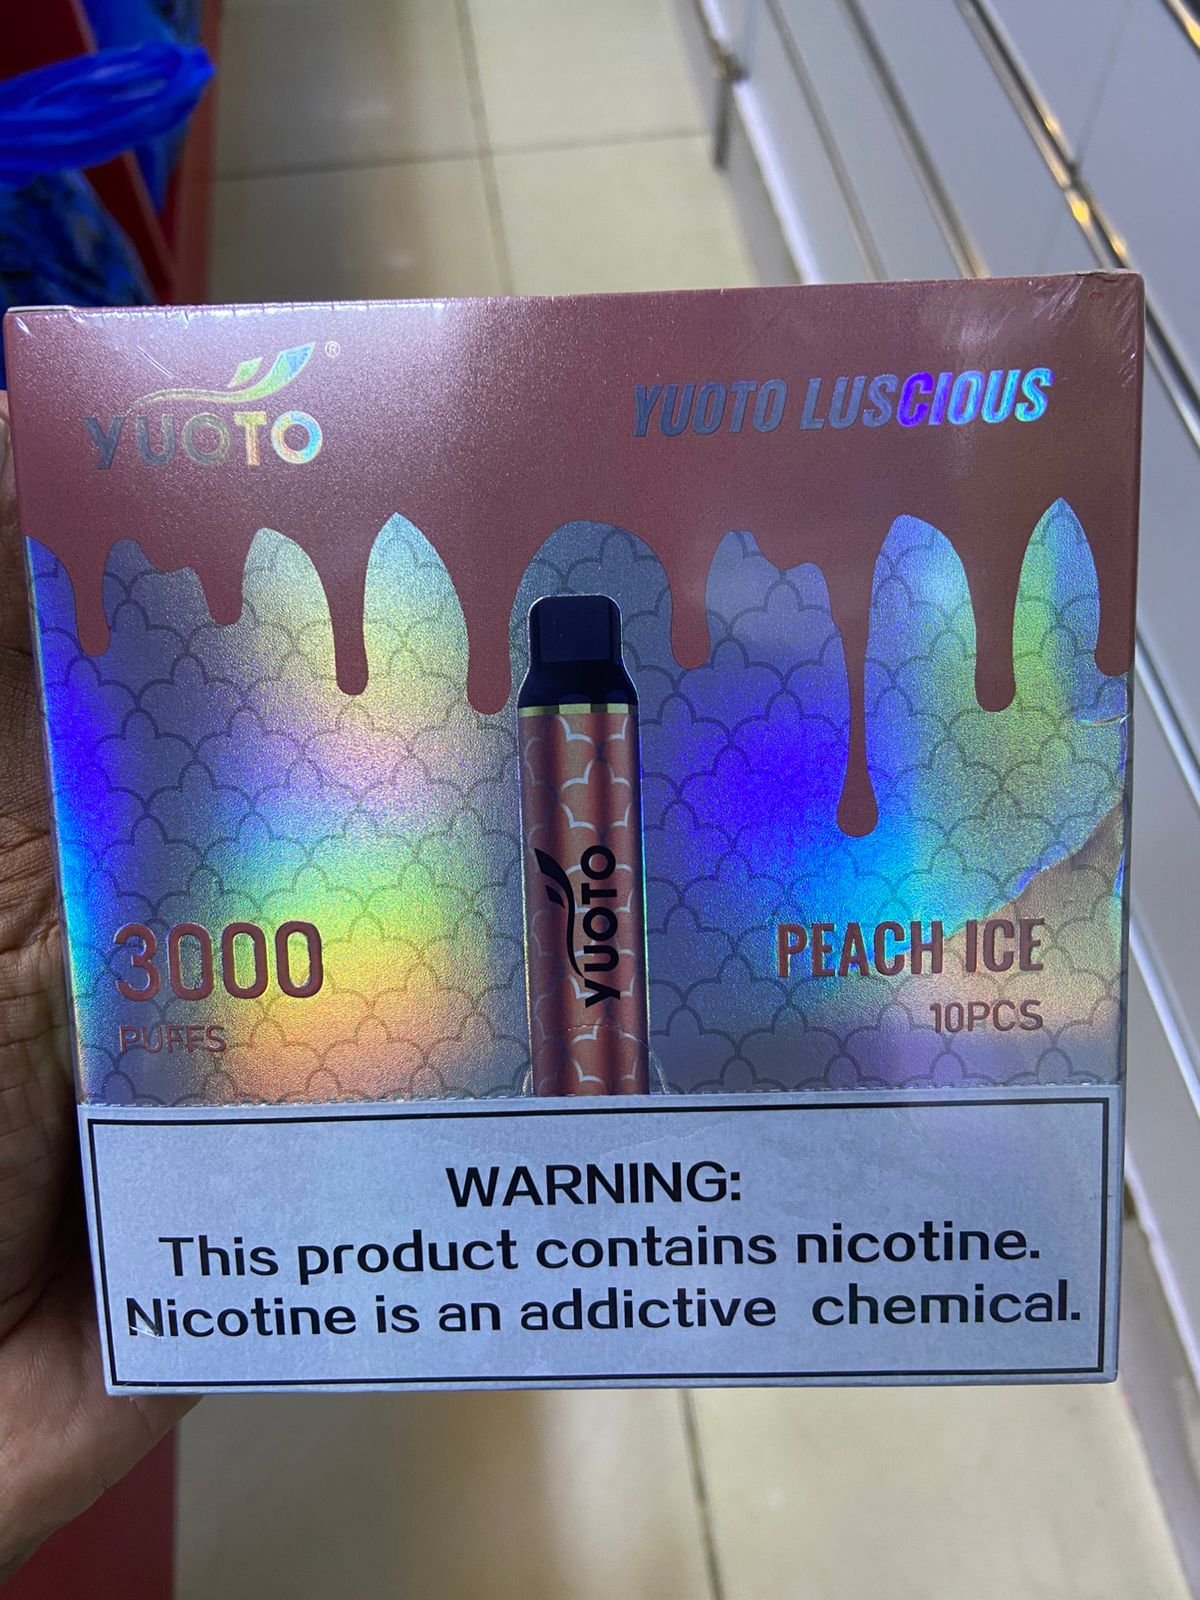 YUOTO®
YUOTO LUSCIOUS
YUOTO
3000
PUFFS
PEACH ICE
10PCS
WARNING:
This product contains nicotine.
Nicotine is an addictive chemical.